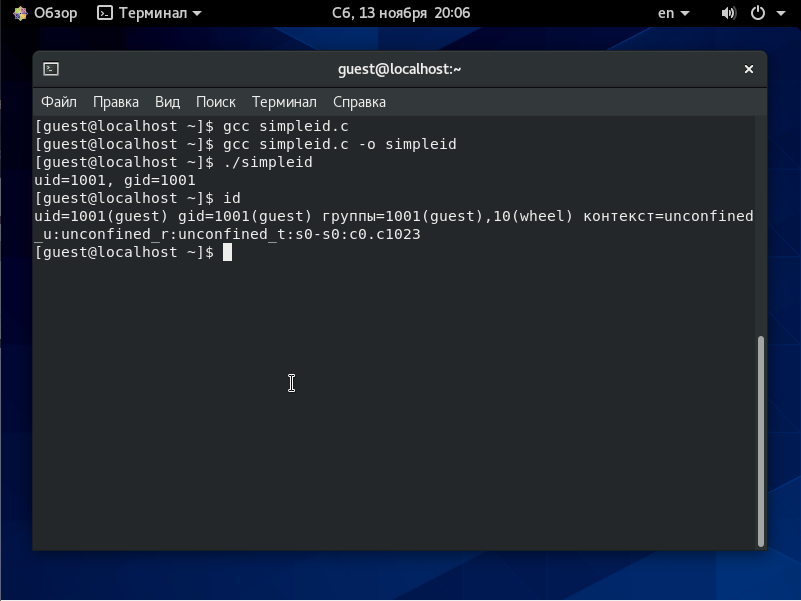 Обзор Терминал Сб, 13 ноября 20:06 en
guest@localhost:~
Файл Правка Вид Поиск Терминал Справка
[guest@localhost ~]$ gcc simpleid.c
[guest@localhost ~]$ gcc simpleid.c -o simpleid
[guest@localhost ~]$ ./simpleid
uid=1001, gid=1001
[guest@localhost ~]$ id
uid=1001(guest) gid=1001(guest) группы=1001(guest),10(wheel) контекст=unconfined
_u:unconfined_r:unconfined_t:s0-s0:c0.c1023
[guest@localhost ~]$